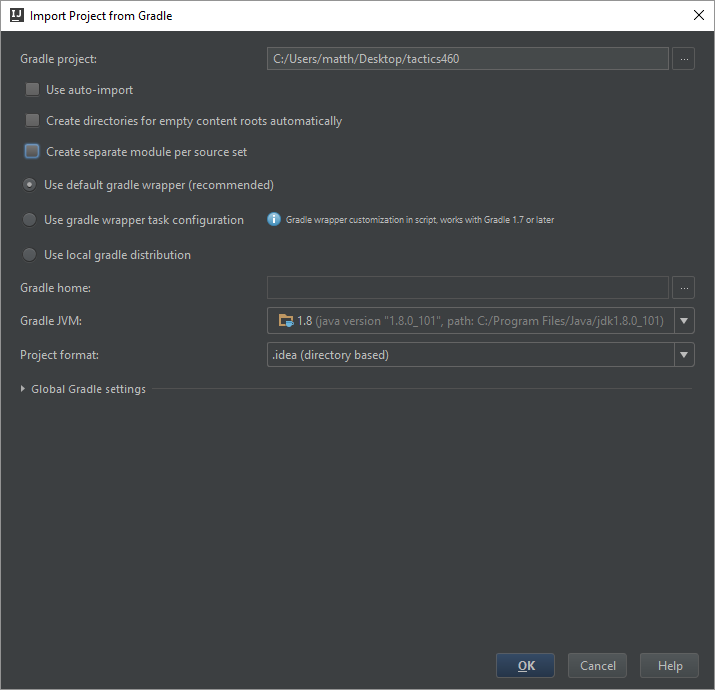 IJ Import Project from Gradle
Gradle project: C:/Users/matth/Desktop/tactics460 ...
Use auto-import
Create directories for empty content roots automatically
Create separate module per source set
Use default gradle wrapper (recommended)
Use gradle wrapper task configuration i Gradle wrapper customization in script, works with Gradle 1.7 or later
Use local gradle distribution
Gradle home: ...
Gradle JVM: 1.8 (java version "1.8.0_101", path: C:/Program Files/Java/jdk1.8.0_101)
Project format: .idea (directory based)
Global Gradle settings
OK Cancel Help